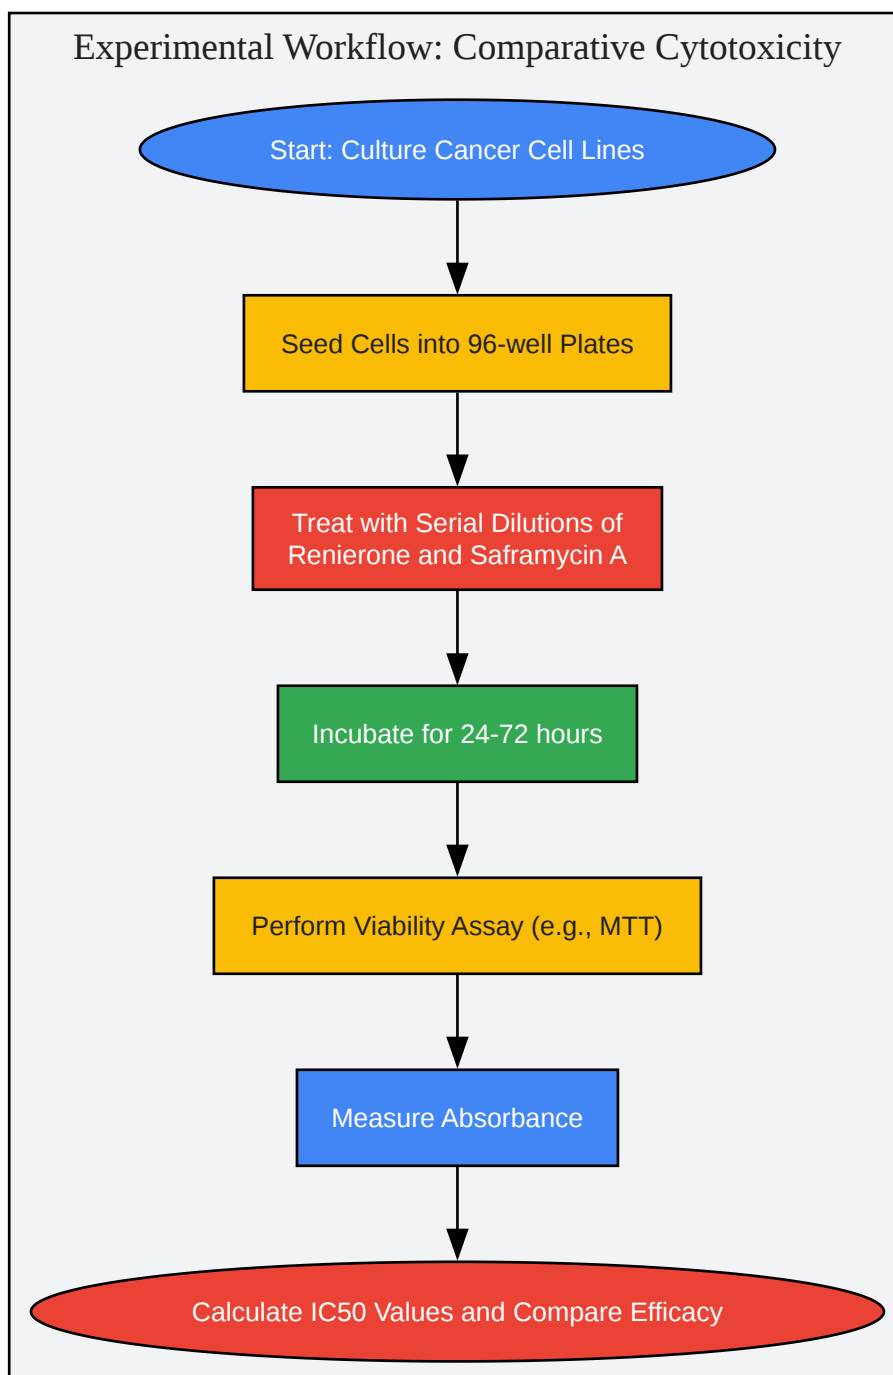 Experimental Workflow: Comparative Cytotoxicity
Start: Culture Cancer Cell Lines
Seed Cells into 96-well Plates
Treat with Serial Dilutions of
Renierone and Saframycin A
Incubate for 24-72 hours
Perform Viability Assay (e.g., MTT)
Measure Absorbance
Calculate IC50 Values and Compare Efficacy